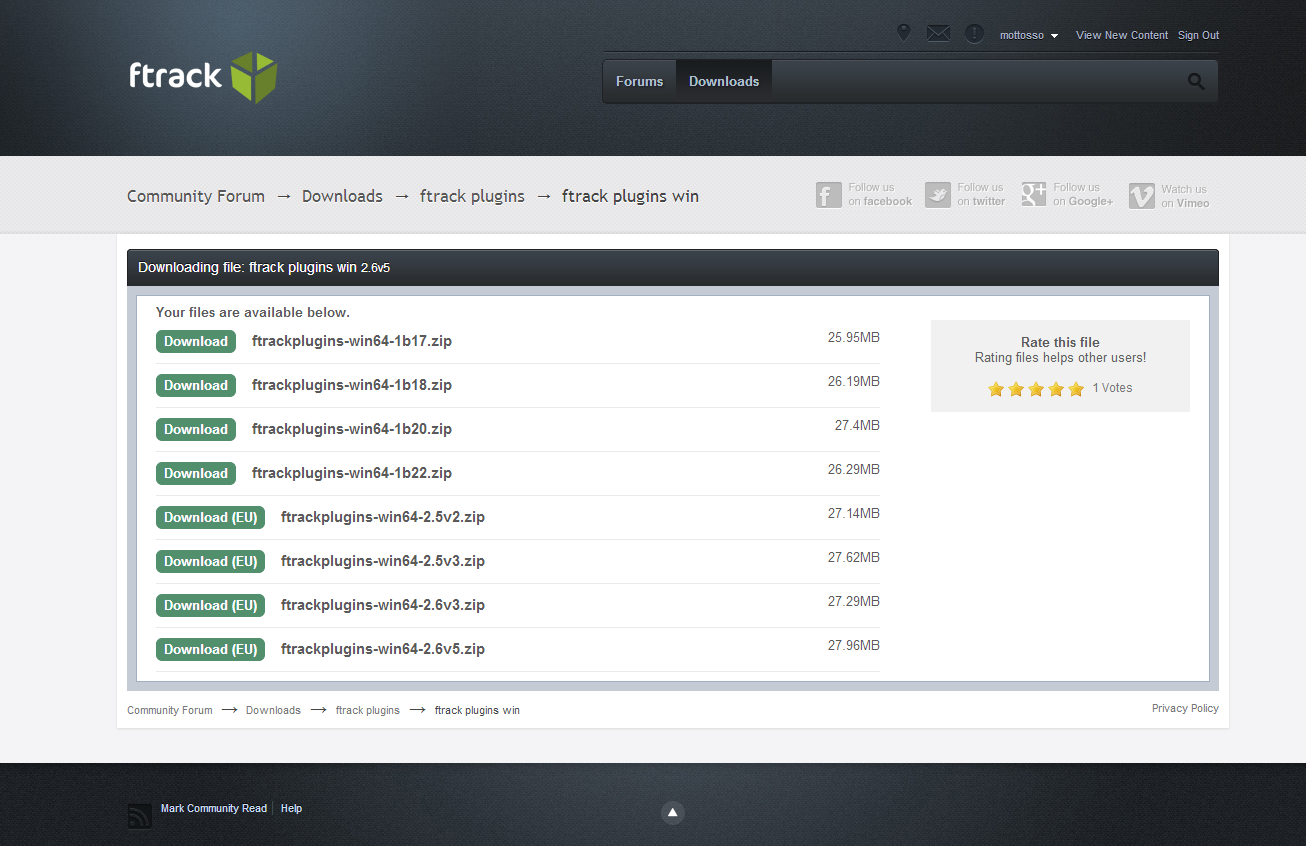 mottosso View New Content Sign Out
ftrack
Forums Downloads
Community Forum → Downloads → ftrack plugins → ftrack plugins win
Follow us
on facebook
Follow us
on twitter
Follow us
on Google+
Watch us
on Vimeo
Downloading file: ftrack plugins win 2.6v5
Your files are available below.
Download ftrackplugins-win64-1b17.zip 25.95MB
Download ftrackplugins-win64-1b18.zip 26.19MB
Download ftrackplugins-win64-1b20.zip 27.4MB
Download ftrackplugins-win64-1b22.zip 26.29MB
Download (EU) ftrackplugins-win64-2.5v2.zip 27.14MB
Download (EU) ftrackplugins-win64-2.5v3.zip 27.62MB
Download (EU) ftrackplugins-win64-2.6v3.zip 27.29MB
Download (EU) ftrackplugins-win64-2.6v5.zip 27.96MB
Rate this file
Rating files helps other users!
1 Votes
Community Forum → Downloads → ftrack plugins → ftrack plugins win
Privacy Policy
Mark Community Read Help